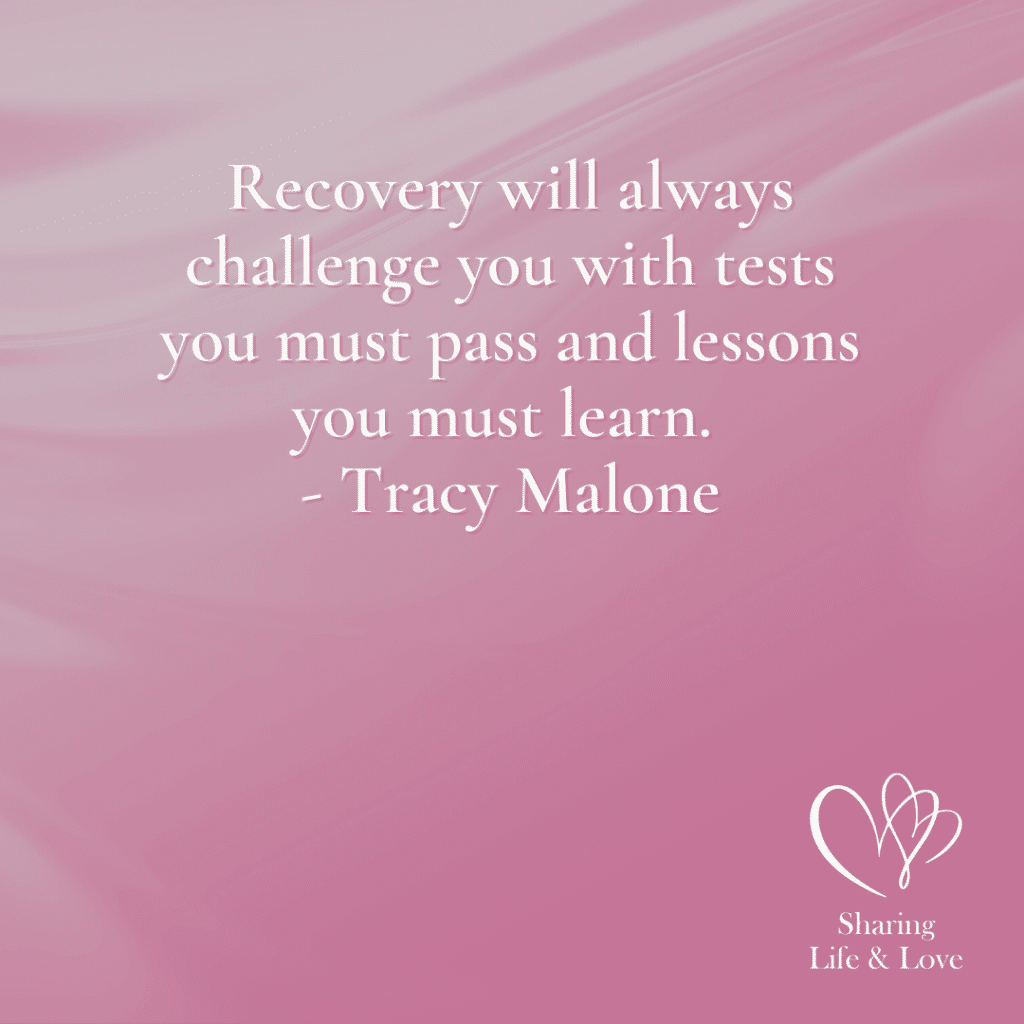 Recovery will always
challenge you with tests
you must pass and lessons
you must learn.
- Tracy Malone
Sharing
Life & Love